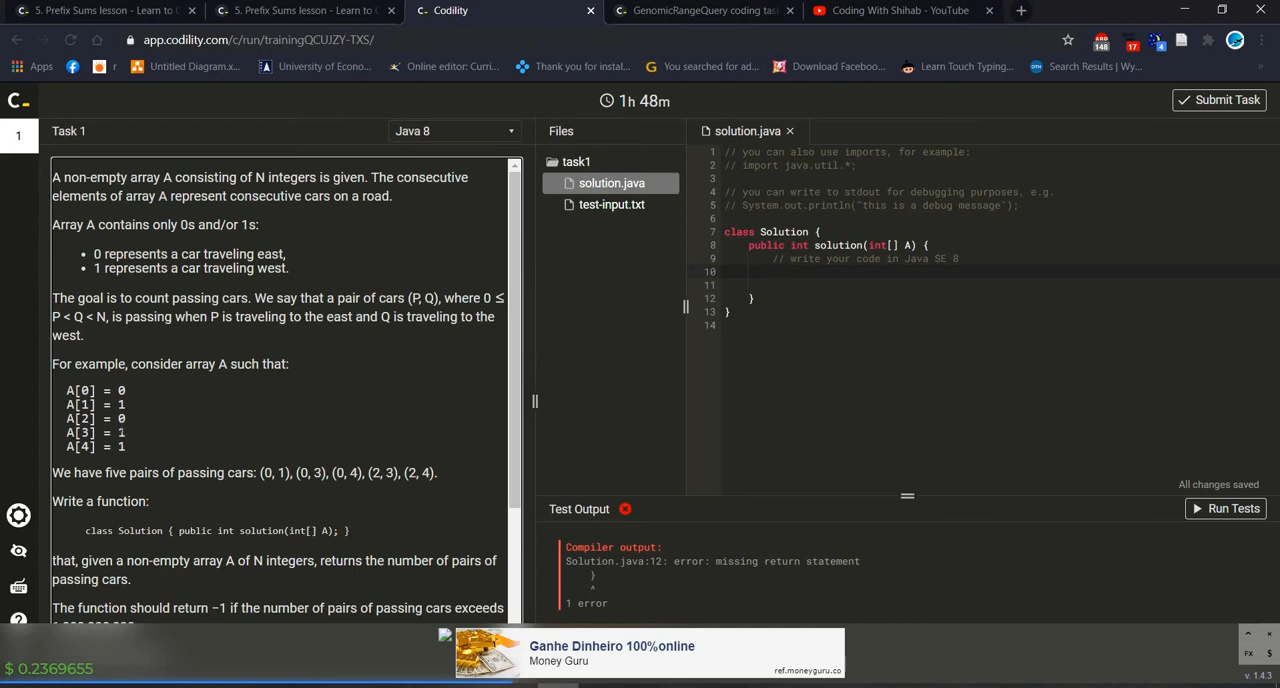 5. Prefix Sums lesson - Learn to C
5. Prefix Sums lesson - Learn to C
Codility
GenomicRangeQuery coding tas
Coding With Shihab - YouTube
app.codility.com/c/run/trainingQCUJZY-TXS/
148
17
4
Apps
r
Untitled Diagram.x...
University of Econo...
Online editor: Curri...
Thank you for instal...
You searched for ad...
Download Faceboo...
Learn Touch Typing...
Search Results | Wy...
C
1h 48m
Submit Task
1
Task 1
Java 8
Files
solution.java
task1
solution.java
test-input.txt
A non-empty array A consisting of N integers is given. The consecutive
elements of array A represent consecutive cars on a road.
Array A contains only 0s and/or 1s:
• 0 represents a car traveling east,
• 1 represents a car traveling west.
The goal is to count passing cars. We say that a pair of cars (P, Q), where 0 ≤
P < Q < N, is passing when P is traveling to the east and Q is traveling to the
west.
For example, consider array A such that:
A[0] = 0
A[1] = 1
A[2] = 0
A[3] = 1
A[4] = 1
We have five pairs of passing cars: (0, 1), (0, 3), (0, 4), (2, 3), (2, 4).
Write a function:
class Solution { public int solution(int[] A); }
that, given a non-empty array A of N integers, returns the number of pairs of
passing cars.
The function should return −1 if the number of pairs of passing cars exceeds
1 // you can also use imports, for example:
2 // import java.util.*;
3
4 // you can write to stdout for debugging purposes, e.g.
5 // System.out.println("this is a debug message");
6
7 class Solution {
8 public int solution(int[] A) {
9 // write your code in Java SE 8
10
11
12 }
13 }
14
All changes saved
Test Output
Run Tests
Compiler output:
Solution.java:12: error: missing return statement
}
^
1 error
Ganhe Dinheiro 100%online
Money Guru
ref.moneyguru.co
$ 0.2369655
FX
$
v. 1.4.3